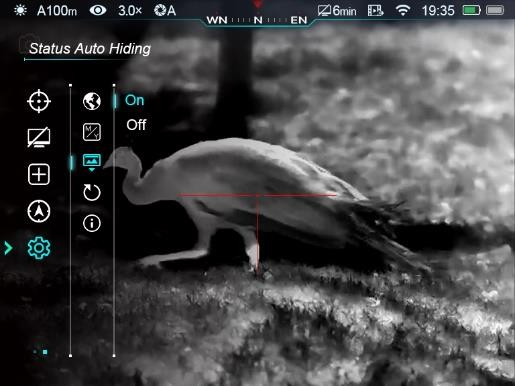 A100m 3.0× A 6min 19:35
WN N EN
Status Auto Hiding
On
M/Y Off